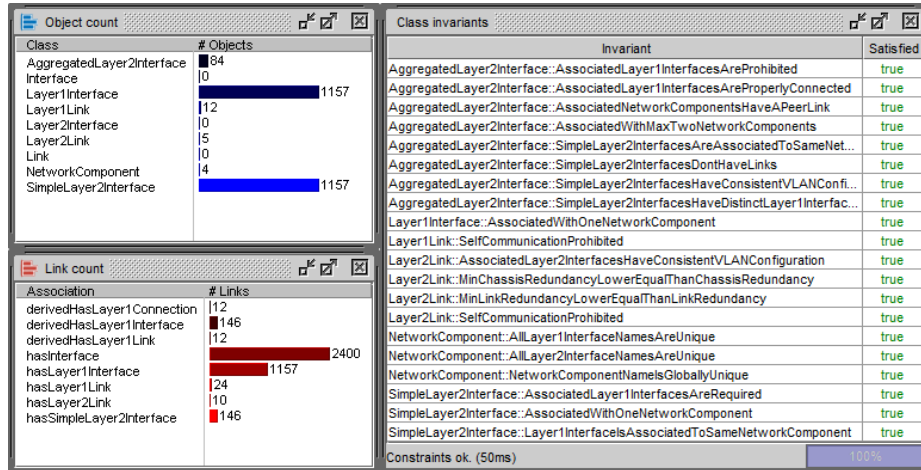 Object count
Class # Objects
AggregatedLayer2Interface 84
Interface 0
Layer1Interface 1157
Layer1Link 12
Layer2Interface 0
Layer2Link 5
Link 0
NetworkComponent 4
SimpleLayer2Interface 1157
Link count
Association # Links
derivedHasLayer1Connection 12
derivedHasLayer1Interface 146
derivedHasLayer1Link 12
hasInterface 2400
hasLayer1Interface 1157
hasLayer1Link 24
hasLayer2Link 10
hasSimpleLayer2Interface 146
Class invariants
Invariant Satisfied
AggregatedLayer2Interface::AssociatedLayer1InterfacesAreProhibited true
AggregatedLayer2Interface::AssociatedLayer1InterfacesAreProperlyConnected true
AggregatedLayer2Interface::AssociatedNetworkComponentsHaveAPeerLink true
AggregatedLayer2Interface::AssociatedWithMaxTwoNetworkComponents true
AggregatedLayer2Interface::SimpleLayer2InterfacesAreAssociatedToSameNet... true
AggregatedLayer2Interface::SimpleLayer2InterfacesDontHaveLinks true
AggregatedLayer2Interface::SimpleLayer2InterfacesHaveConsistentVLANConfi... true
AggregatedLayer2Interface::SimpleLayer2InterfacesHaveDistinctLayer1Interfac... true
Layer1Interface::AssociatedWithOneNetworkComponent true
Layer1Link::SelfCommunicationProhibited true
Layer2Link::AssociatedLayer2InterfacesHaveConsistentVLANConfiguration true
Layer2Link::MinChassisRedundancyLowerEqualThanChassisRedundancy true
Layer2Link::MinLinkRedundancyLowerEqualThanLinkRedundancy true
Layer2Link::SelfCommunicationProhibited true
NetworkComponent::AllLayer1InterfaceNamesAreUnique true
NetworkComponent::AllLayer2InterfaceNamesAreUnique true
NetworkComponent::NetworkComponentNameIsGloballyUnique true
SimpleLayer2Interface::AssociatedLayer1InterfacesAreRequired true
SimpleLayer2Interface::AssociatedWithOneNetworkComponent true
SimpleLayer2Interface::Layer1InterfaceIsAssociatedToSameNetworkComponent true
Constraints ok. (50ms) 100%